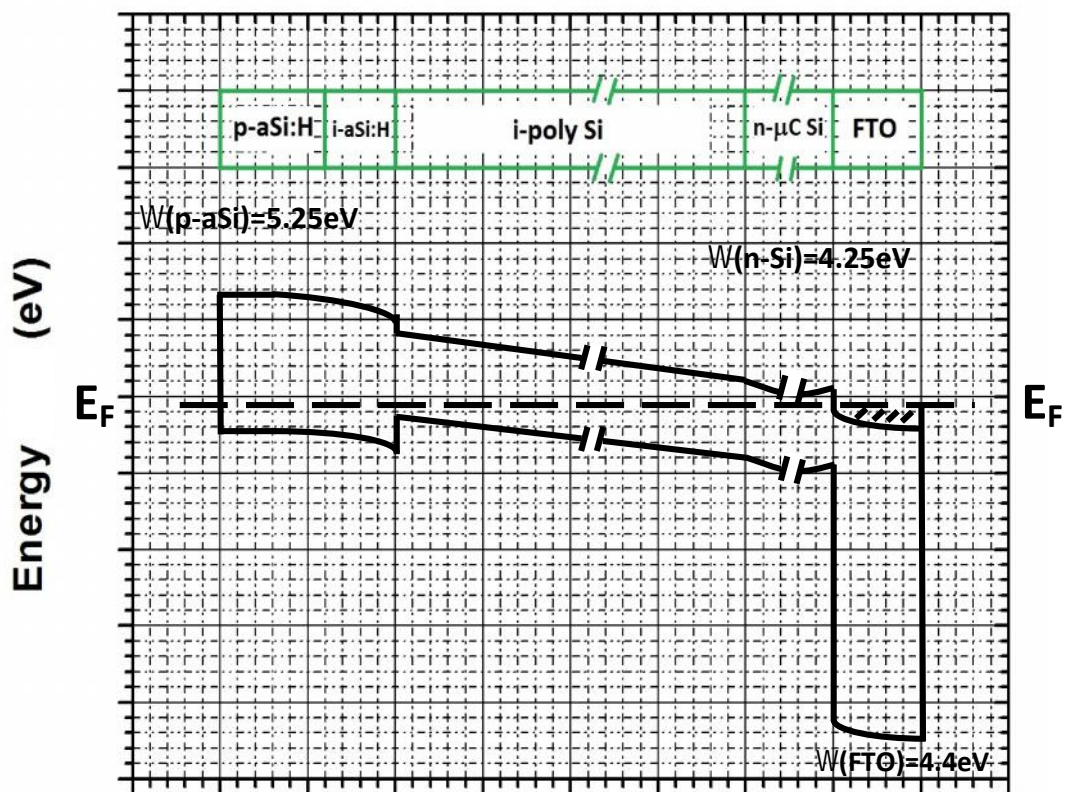 p-aSi:H
i-aSi:H
i-poly Si
n-μC Si
FTO
W(p-aSi)=5.25eV
W(n-Si)=4.25eV
Energy (eV)
EF
EF
W(FTO)=4.4eV